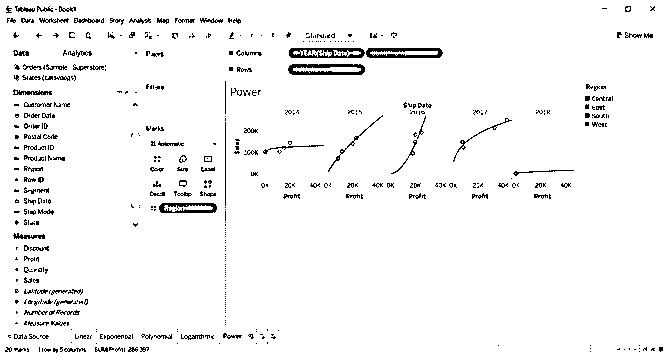 Tableau Public - Book1
File Data Worksheet Dashboard Story Analysis Map Format Window Help
Standard
Show Me
Data Analytics
Pages
Columns YEAR(Ship Date)
Orders (Sample - Superstore)
Rows
Filters
Dimensions
Customer Name
Order Date
Order ID
Postal Code
Product ID
Product Name
Region
Row ID
Segment
Ship Date
Ship Mode
State
Measures
Discount
Profit
Quantity
Sales
Latitude (generated)
Longitude (generated)
Number of Records
Measure Values
Marks
Automatic
Color Size Label
Detail Tooltip Shape
Region
Power
Ship Date
2014 2015 2016 2017 2018
Sales
200K
100K
0K
0K 20K 40K 0K 20K 40K 0K 20K 40K 0K 20K 40K 0K 20K 40K
Profit Profit Profit Profit Profit
Region
Central
East
South
West
Data Source Linear Exponential Polynomial Logarithmic Power
20 marks 1 row by 5 columns